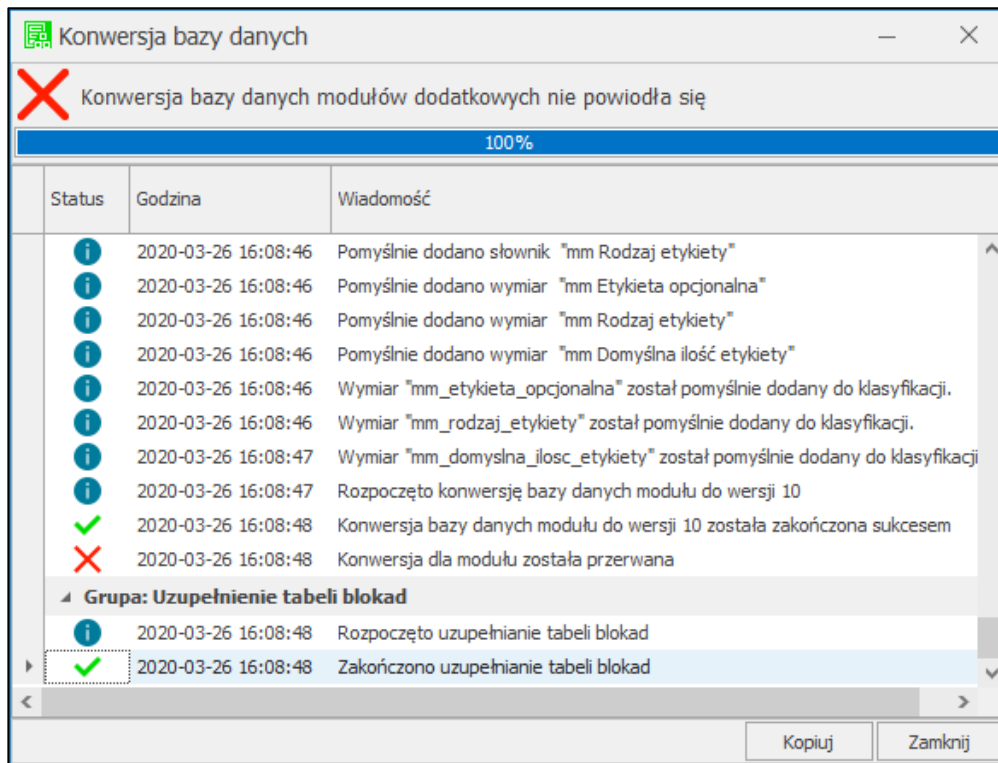 Konwersja bazy danych
Konwersja bazy danych modułów dodatkowych nie powiodła się
100%
Status Godzina Wiadomość
2020-03-26 16:08:46 Pomyślnie dodano słownik "mm Rodzaj etykiety"
2020-03-26 16:08:46 Pomyślnie dodano wymiar "mm Etykieta opcjonalna"
2020-03-26 16:08:46 Pomyślnie dodano wymiar "mm Rodzaj etykiety"
2020-03-26 16:08:46 Pomyślnie dodano wymiar "mm Domyślna ilość etykiety"
2020-03-26 16:08:46 Wymiar "mm_etykieta_opcjonalna" został pomyślnie dodany do klasyfikacji.
2020-03-26 16:08:46 Wymiar "mm_rodzaj_etykiety" został pomyślnie dodany do klasyfikacji.
2020-03-26 16:08:47 Wymiar "mm_domyslna_ilosc_etykiety" został pomyślnie dodany do klasyfikacji
2020-03-26 16:08:47 Rozpoczęto konwersję bazy danych modułu do wersji 10
2020-03-26 16:08:48 Konwersja bazy danych modułu do wersji 10 została zakończona sukcesem
2020-03-26 16:08:48 Konwersja dla modułu została przerwana
Grupa: Uzupełnienie tabeli blokad
2020-03-26 16:08:48 Rozpoczęto uzupełnianie tabeli blokad
2020-03-26 16:08:48 Zakończono uzupełnianie tabeli blokad
Kopiuj Zamknij